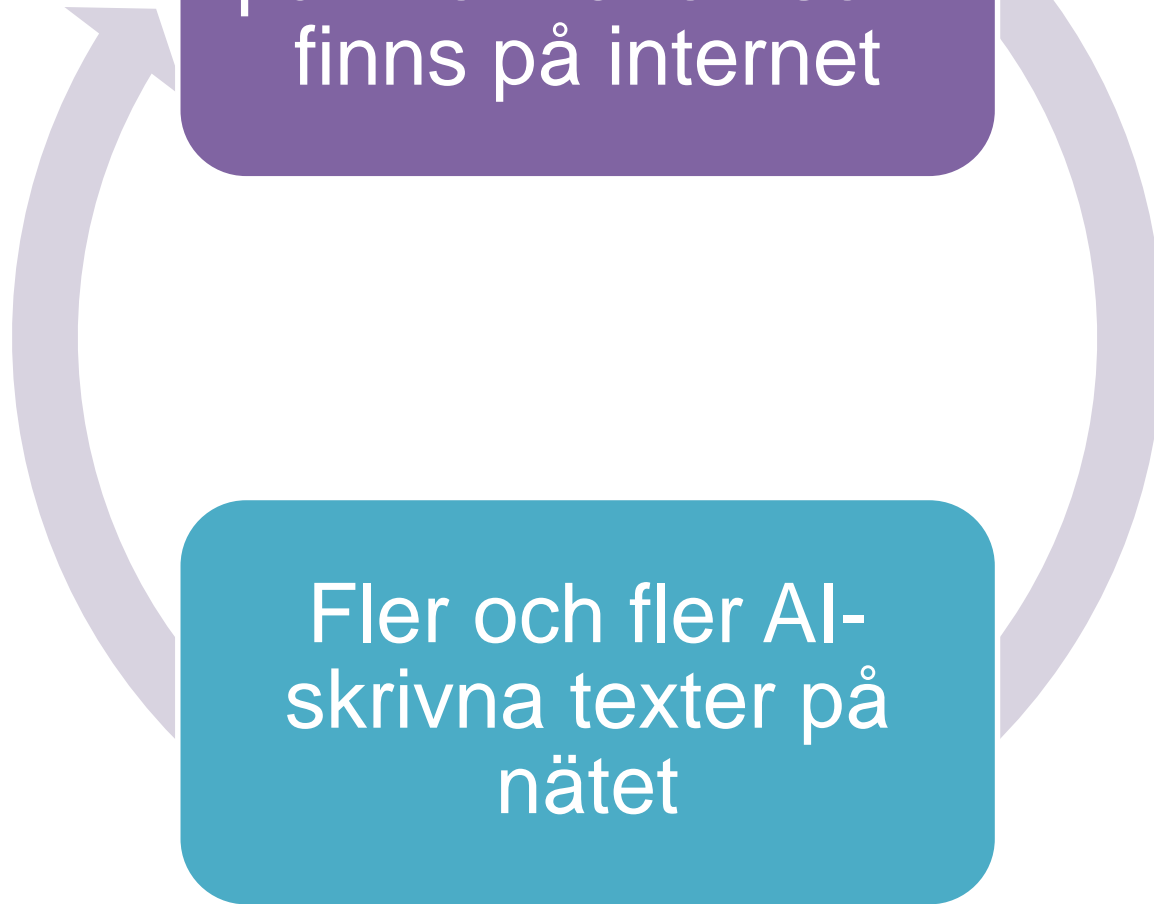 finns på internet
Fler och fler AI-
skrivna texter på
nätet